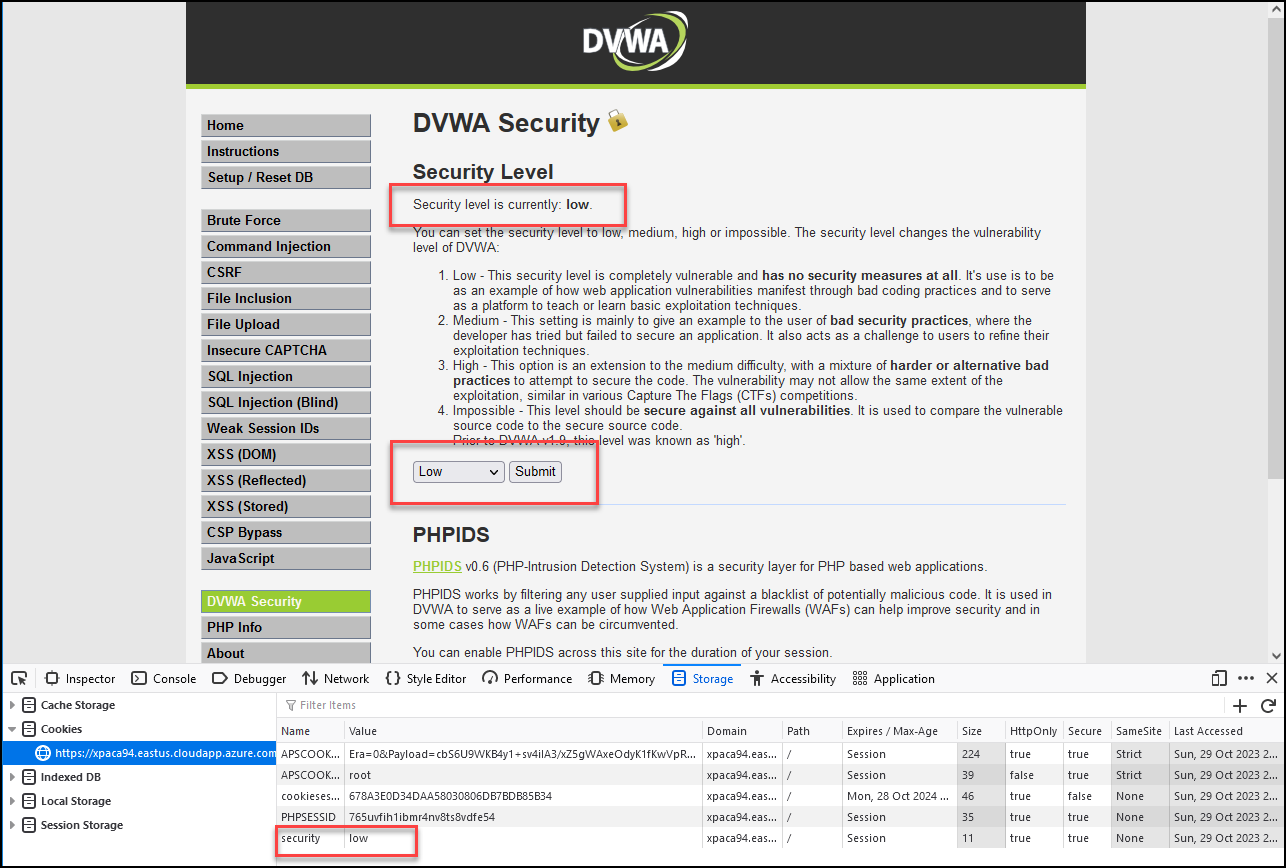 DVWA
Home
Instructions
Setup / Reset DB
Brute Force
Command Injection
CSRF
File Inclusion
File Upload
Insecure CAPTCHA
SQL Injection
SQL Injection (Blind)
Weak Session IDs
XSS (DOM)
XSS (Reflected)
XSS (Stored)
CSP Bypass
JavaScript
DVWA Security
PHP Info
About
DVWA Security
Security Level
Security level is currently: low.
You can set the security level to low, medium, high or impossible. The security level changes the vulnerability
level of DVWA:
1. Low - This security level is completely vulnerable and has no security measures at all. It's use is to be
as an example of how web application vulnerabilities manifest through bad coding practices and to serve
as a platform to teach or learn basic exploitation techniques.
2. Medium - This setting is mainly to give an example to the user of bad security practices, where the
developer has tried but failed to secure an application. It also acts as a challenge to users to refine their
exploitation techniques.
3. High - This option is an extension to the medium difficulty, with a mixture of harder or alternative bad
practices to attempt to secure the code. The vulnerability may not allow the same extent of the
exploitation, similar in various Capture The Flags (CTFs) competitions.
4. Impossible - This level should be secure against all vulnerabilities. It is used to compare the vulnerable
source code to the secure source code.
Prior to DVWA v1.9, this level was known as 'high'.
Low Submit
PHPIDS
PHPIDS v0.6 (PHP-Intrusion Detection System) is a security layer for PHP based web applications.
PHPIDS works by filtering any user supplied input against a blacklist of potentially malicious code. It is used in
DVWA to serve as a live example of how Web Application Firewalls (WAFs) can help improve security and in
some cases how WAFs can be circumvented.
You can enable PHPIDS across this site for the duration of your session.
Inspector Console Debugger Network Style Editor Performance Memory Storage Accessibility Application
Cache Storage
Cookies
https://xpaca94.eastus.cloudapp.azure.com
Indexed DB
Local Storage
Session Storage
Filter Items
Name Value Domain Path Expires / Max-Age Size HttpOnly Secure SameSite Last Accessed
APSCOOK... Era=0&Payload=cbS6U9WKB4y1+sv4iIA3/xZ5gWAxeOdyK1fKwVpR... xpaca94.eas... / Session 224 true true Strict Sun, 29 Oct 2023 2...
APSCOOK... root xpaca94.eas... / Session 39 false true Strict Sun, 29 Oct 2023 2...
cookieses... 678A3E0D34DAA58030806DB7BDB85B34 xpaca94.eas... / Mon, 28 Oct 2024 ... 46 true false None Sun, 29 Oct 2023 2...
PHPSESSID 765uvfih1ibmr4nv8ts8vdfe54 xpaca94.eas... / Session 35 true true None Sun, 29 Oct 2023 2...
security low xpaca94.eas... / Session 11 true true None Sun, 29 Oct 2023 2...